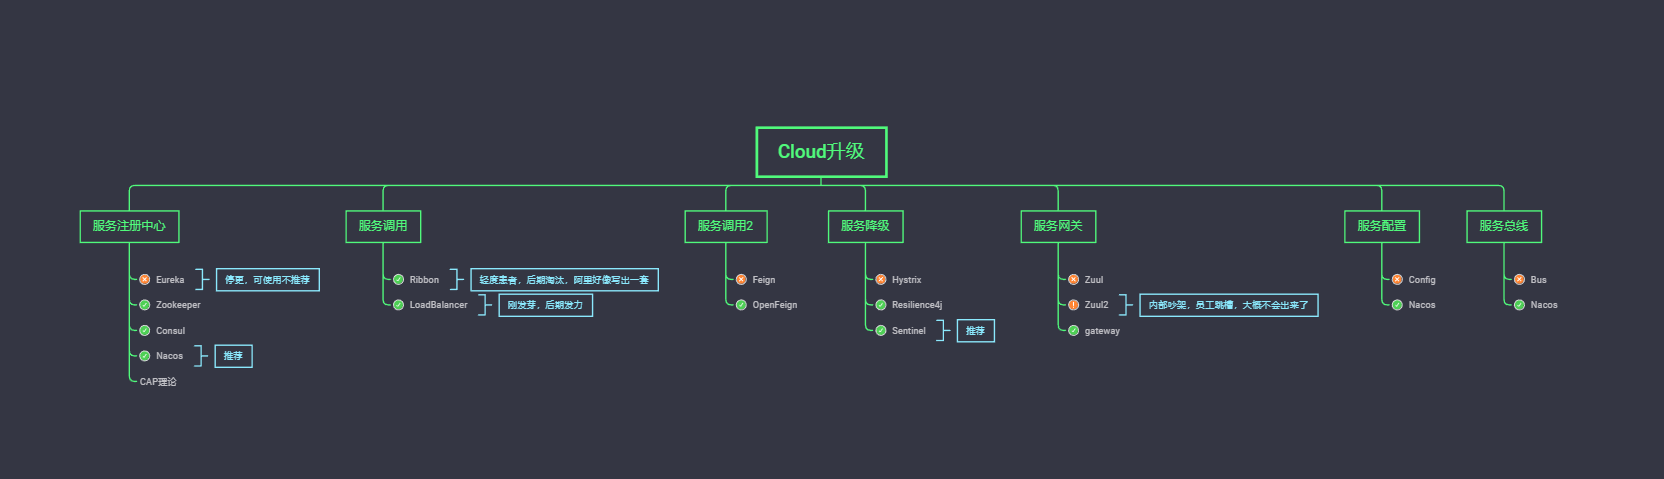 Cloud升级
服务注册中心
Eureka
停更，可使用不推荐
Zookeeper
Consul
Nacos
推荐
CAP理论
服务调用
Ribbon
轻度患者，后期淘汰，阿里好像写出一套
LoadBalancer
刚发芽，后期发力
服务调用2
Feign
OpenFeign
服务降级
Hystrix
Resilience4j
Sentinel
推荐
服务网关
Zuul
Zuul2
内部吵架，员工跳槽，大概不会出来了
gateway
服务配置
Config
Nacos
服务总线
Bus
Nacos